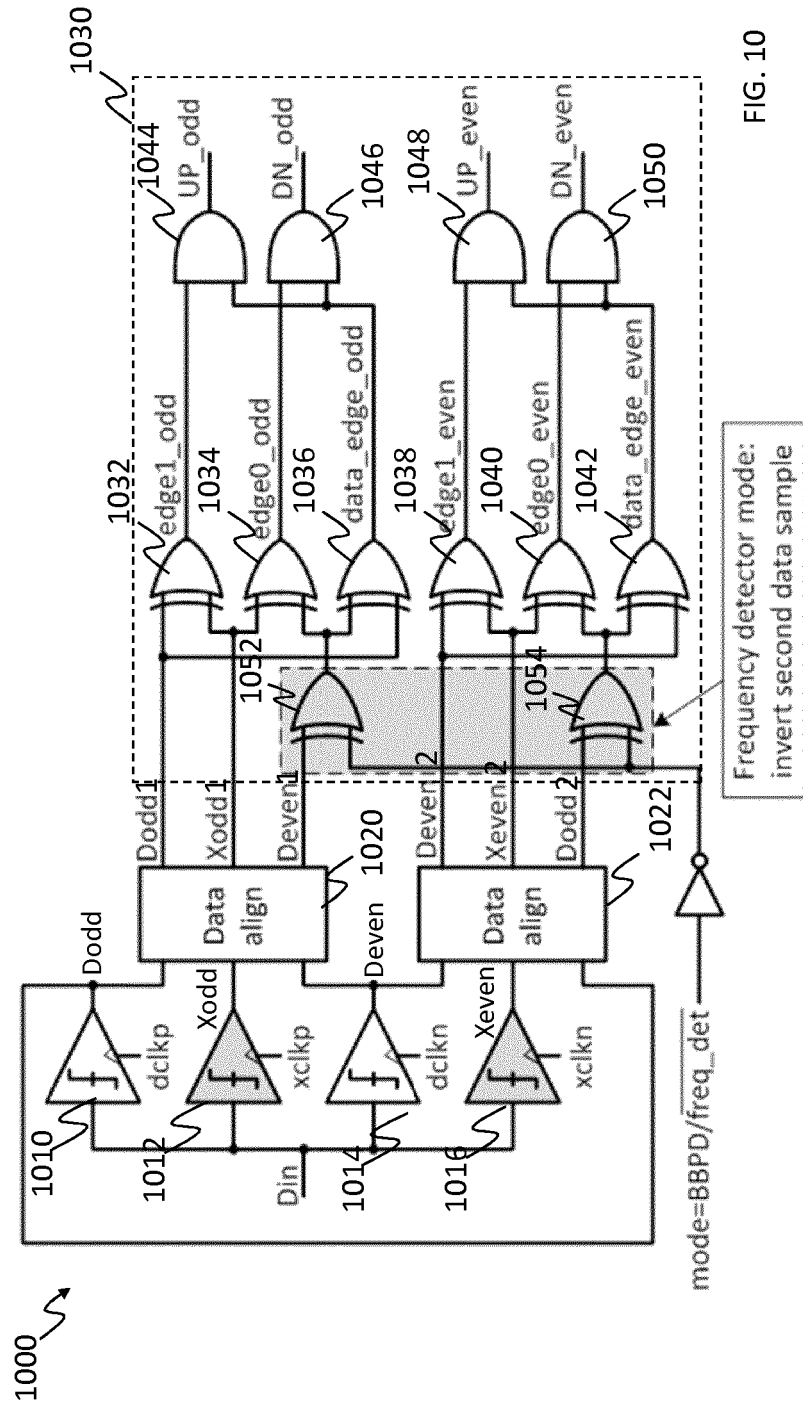 1000
1010
Dodd
dclkp
1012
Xodd
xclkp
Din
1014
Deven
dclkn
1016
Xeven
xclkn
Data
align
1020
Data
align
1022
Dodd1
Xodd1
Deven1
Deven 2
Xeven 2
Dodd 2
1030
1032
edge1_odd
1034
edge0_odd
1036
data_edge_odd
1038
edge1_even
1040
edge0_even
1042
data_edge_even
1052
1054
1044
UP_odd
DN_odd
1046
1048
UP_even
DN_even
1050
mode=BBPD/freq_det
Frequency detector mode:
invert second data sample
FIG. 10